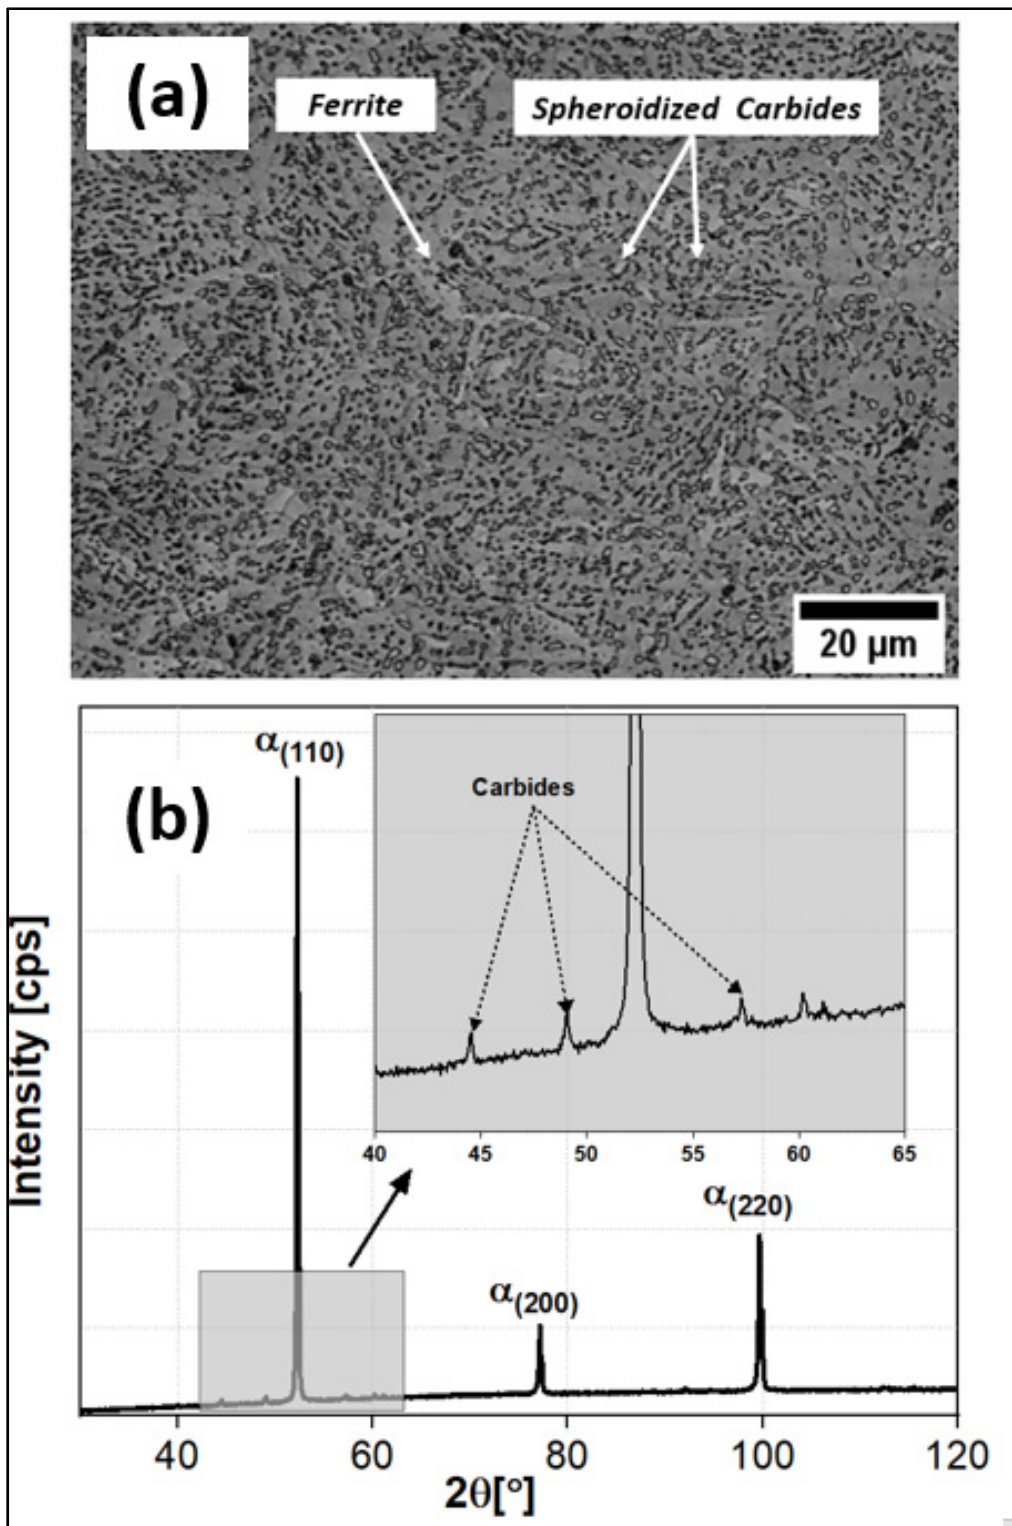 (a)
Ferrite
Spheroidized Carbides
20 µm
α(110)
(b)
Carbides
40 45 50 55 60 65
α(220)
α(200)
Intensity [cps]
40 60 80 100 120
2θ[°]